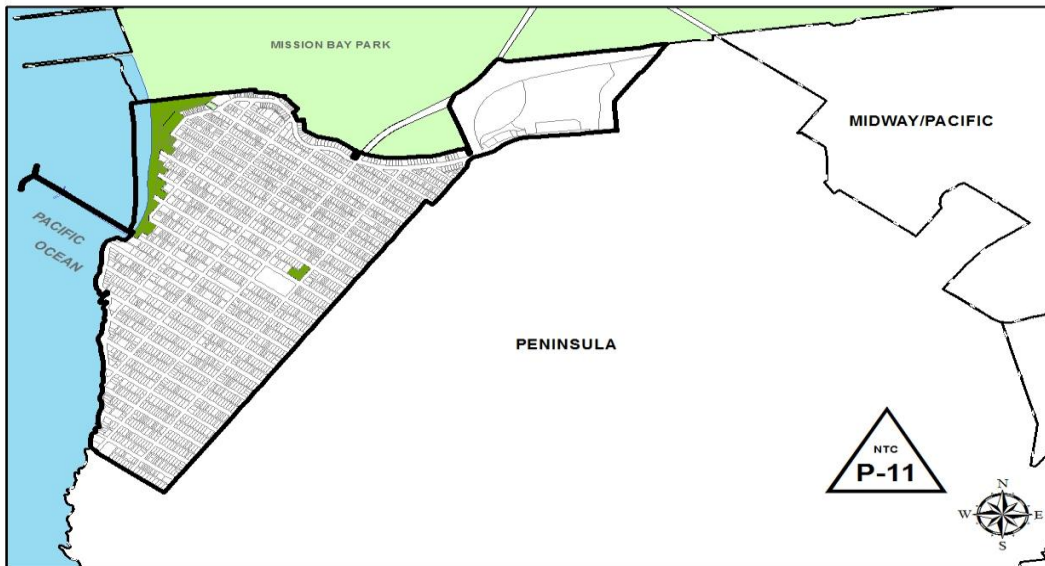 MISSION BAY PARK
MIDWAY/PACIFIC
PACIFIC
OCEAN
PENINSULA
NTC
P-11
N
W
E
S